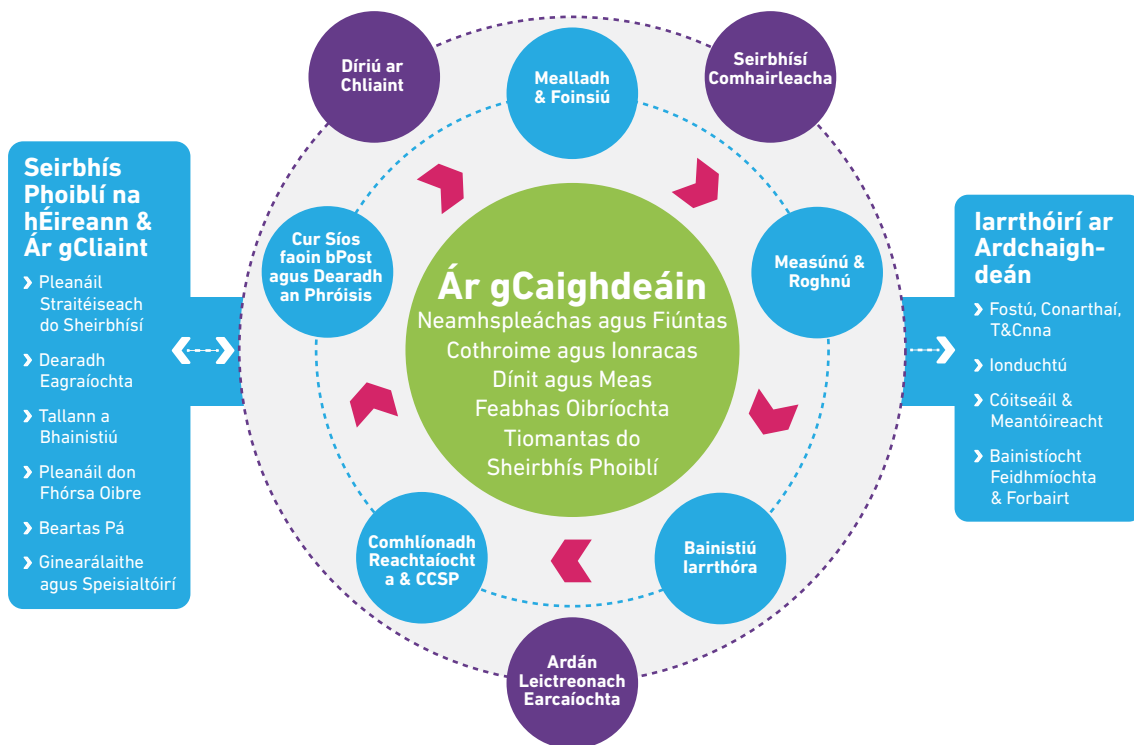 Díriú ar
Chliaint
Mealladh
& Foinsiú
Seirbhísí
Comhairleacha
Seirbhís
Phoiblí na
hÉireann &
Ár gCliaint
Pleanáil
Straitéiseach
do Sheirbhísí
Dearadh
Eagraíochta
Tallann a
Bhainistiú
Pleanáil don
Fhórsa Oibre
Beartas Pá
Ginearálaithe
agus Speisialtóirí
Cur Síos
faoin bPost
agus Dearadh
an Phróisis
Ár gCaighdeáin
Neamhspleáchas agus Fiúntas
Cothroime agus Ionracas
Dínit agus Meas
Feabhas Oibríochta
Tiomantas do
Sheirbhís Phoiblí
Measúnú &
Roghnú
Iarrthóirí ar
Ardchaigh-
deán
Fostú, Conarthaí,
T&Cnna
Ionduchtú
Cóitseáil &
Meantóireacht
Bainistíocht
Feidhmíochta
& Forbairt
Comhlíonadh
Reachtaíocht
a & CCSP
Bainistiú
Iarrthóra
Ardán
Leictreonach
Earcaíochta